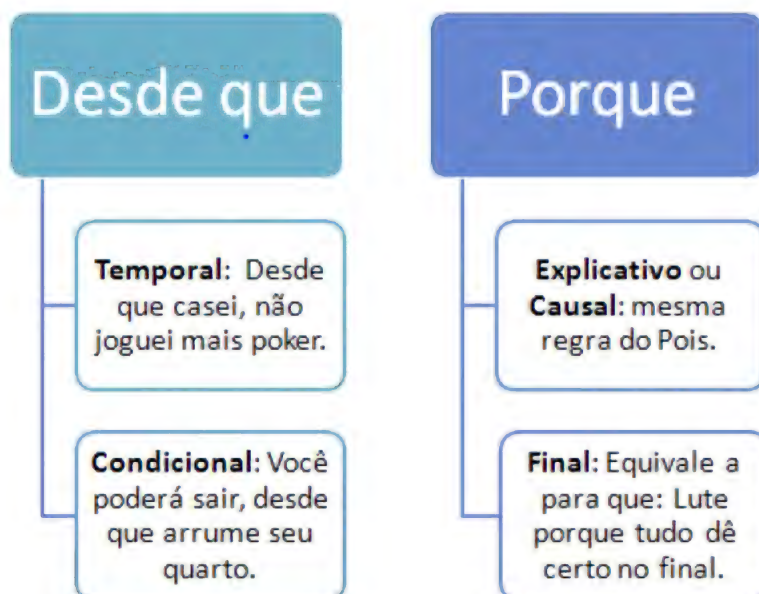 Desde que
Temporal: Desde
que casei, não
joguei mais poker.
Condicional: Você
poderá sair, desde
que arrume seu
quarto.
Porque
Explicativo ou
Causal: mesma
regra do Pois.
Final: Equivale a
para que: Lute
porque tudo dê
certo no final.